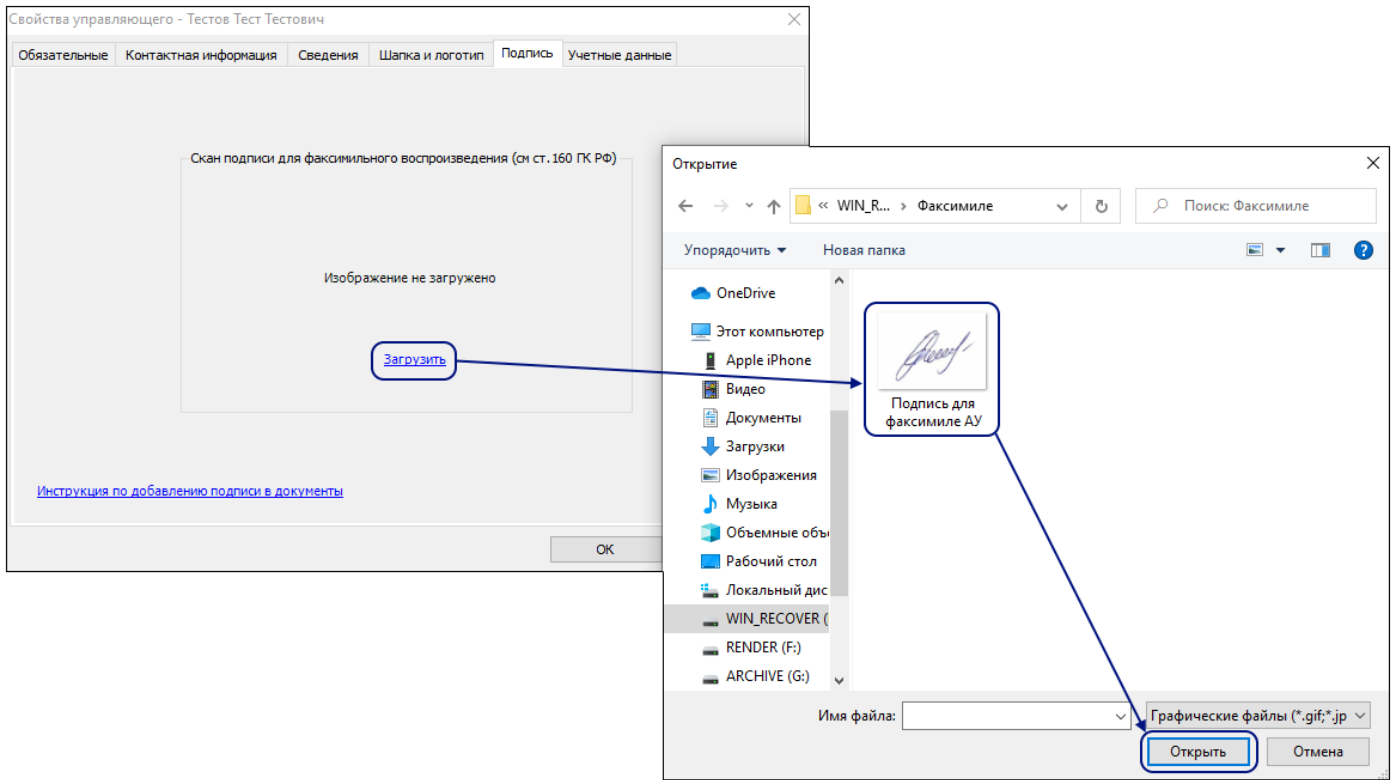 Свойства управляющего - Тестов Тест Тестович
Обязательные Контактная информация Сведения Шапка и логотип Подпись Учетные данные
Скан подписи для факсимильного воспроизведения (см ст.160 ГК РФ)
Изображение не загружено
Загрузить
Инструкция по добавлению подписи в документы
ОК
Открытие
« WIN_R... › Факсимиле
Поиск: Факсимиле
Упорядочить Новая папка
OneDrive
Этот компьютер
Apple iPhone
Видео
Документы
Загрузки
Изображения
Музыка
Объемные объ
Рабочий стол
Локальный дис
WIN_RECOVER (
RENDER (F:)
ARCHIVE (G:)
Подпись для
факсимиле АУ
Имя файла:
Графические файлы (*.gif;*.jp
Открыть Отмена